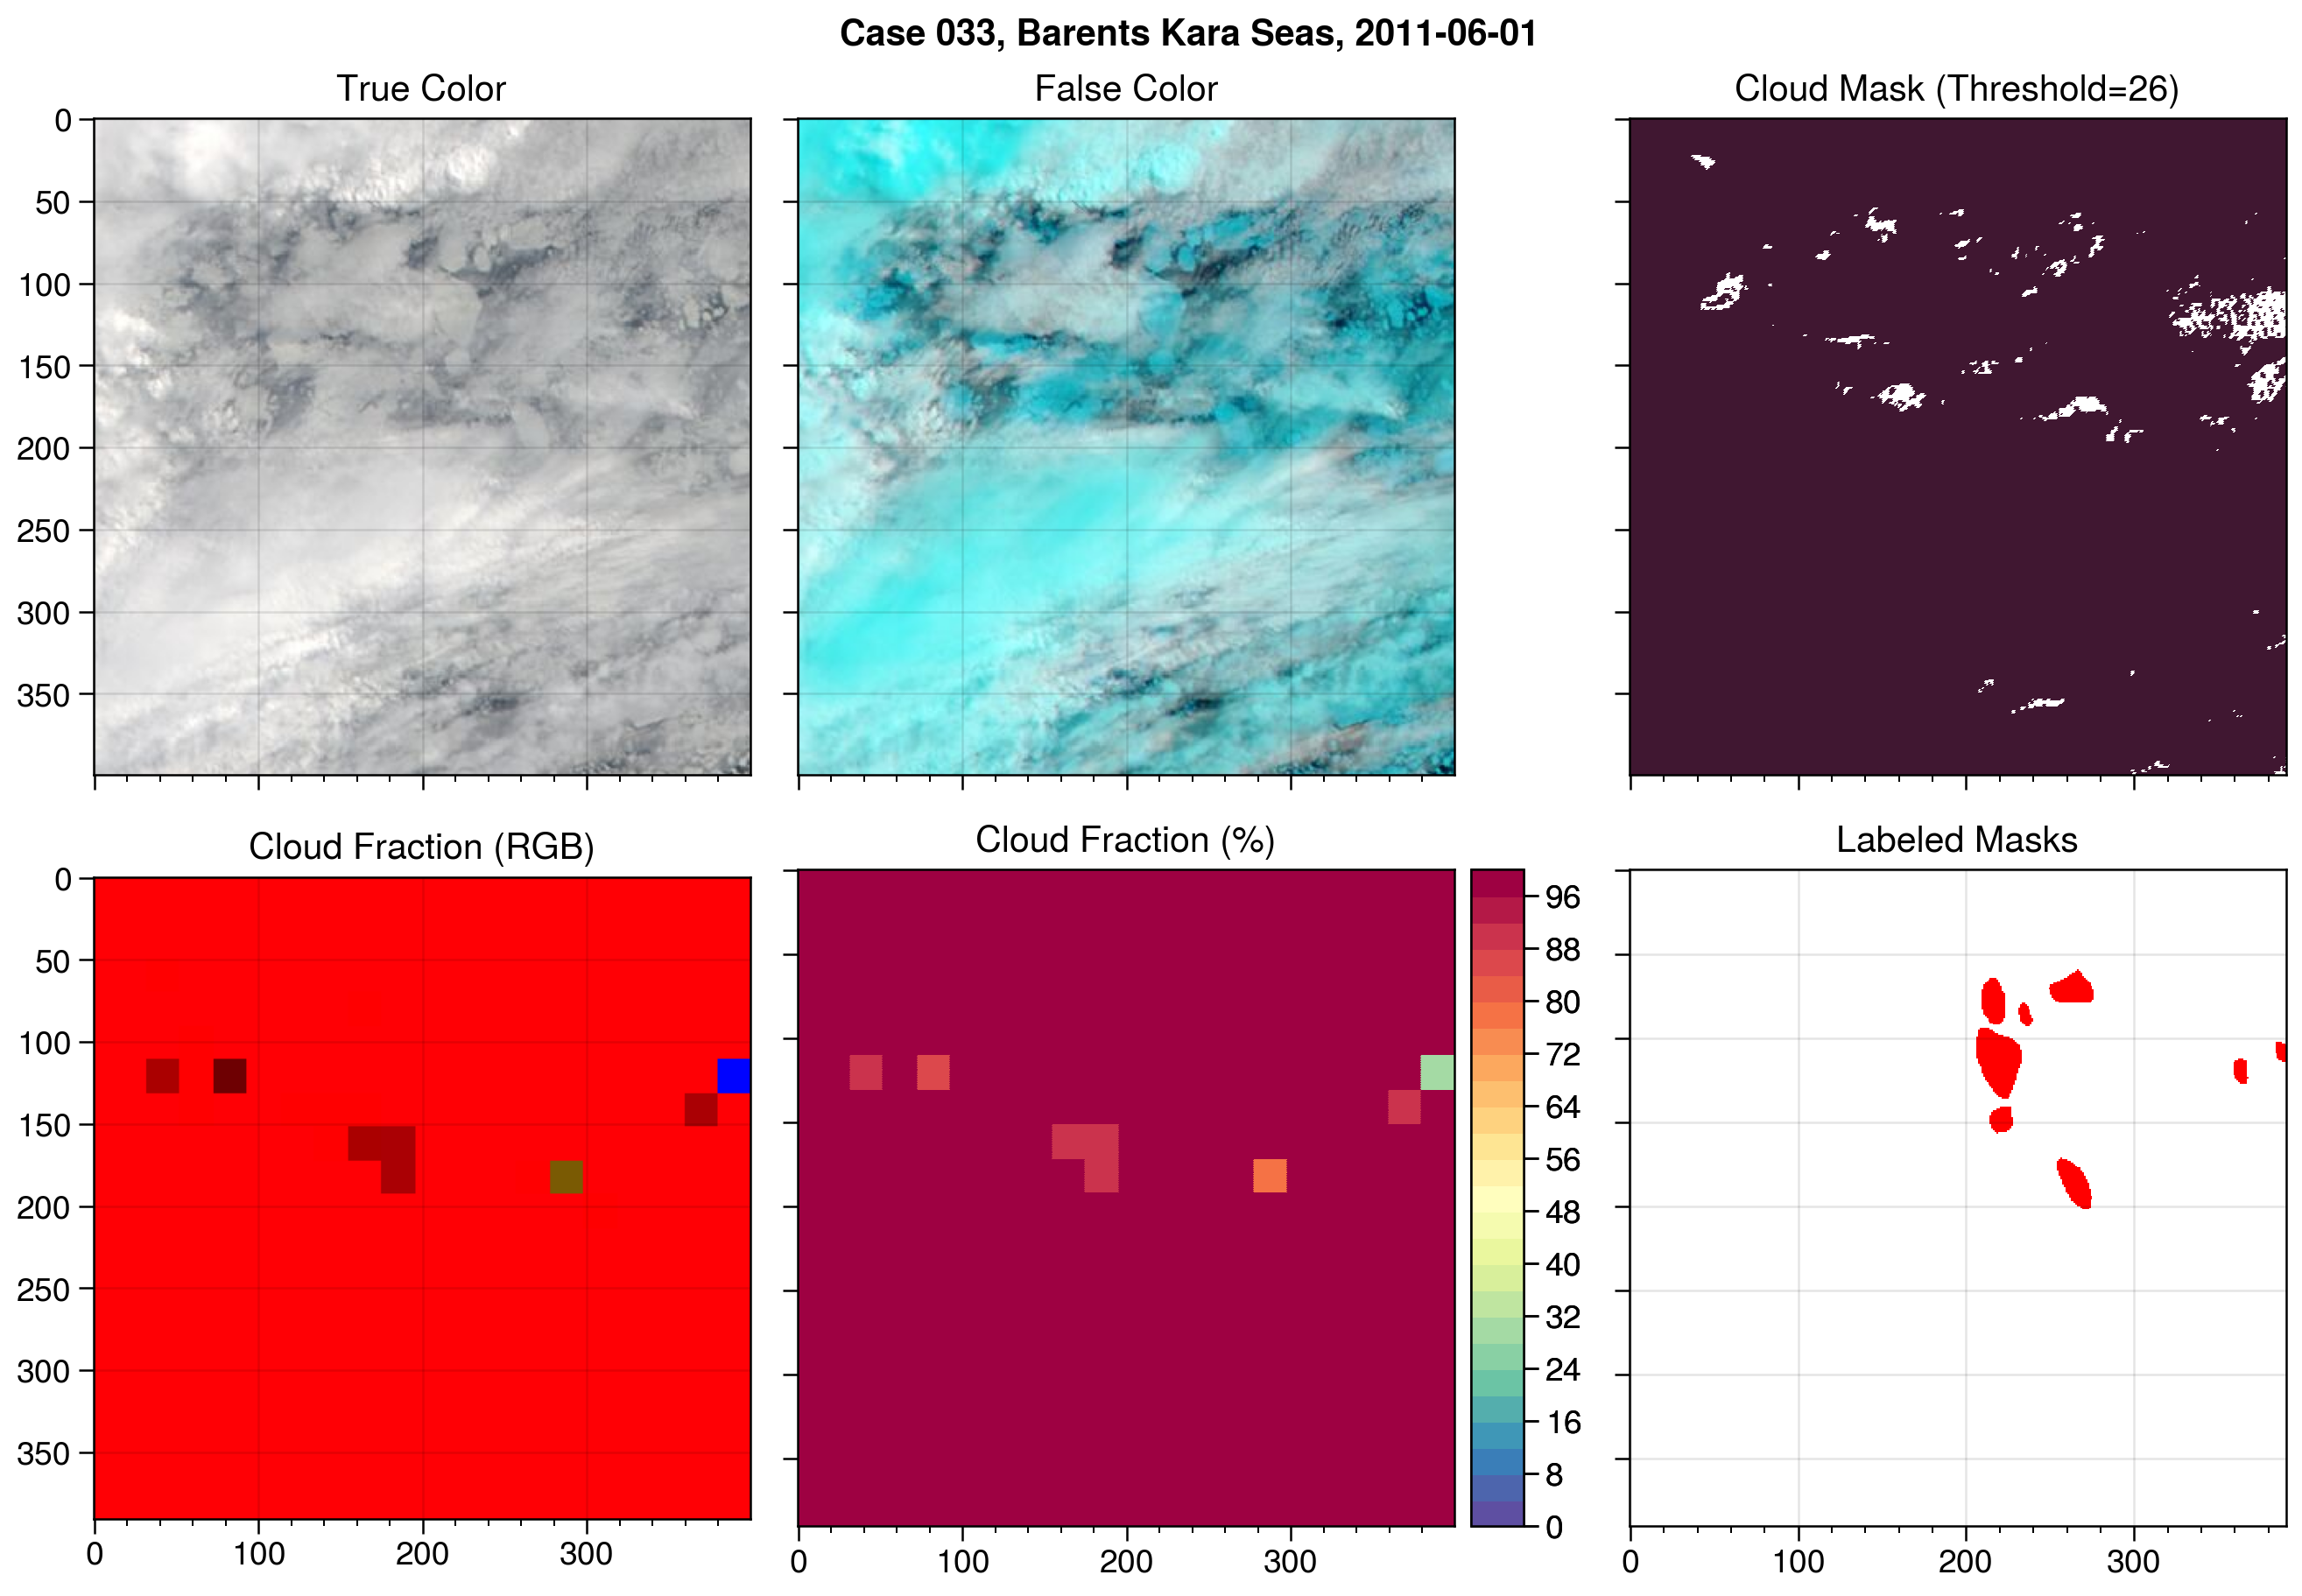 Case 033, Barents Kara Seas, 2011-06-01
True Color
False Color
Cloud Mask (Threshold=26)
0
50
100
150
200
250
300
350
Cloud Fraction (RGB)
Cloud Fraction (%)
Labeled Masks
0
50
100
150
200
250
300
350
96
88
80
72
64
56
48
40
32
24
16
8
0
0 100 200 300
0 100 200 300
0 100 200 300